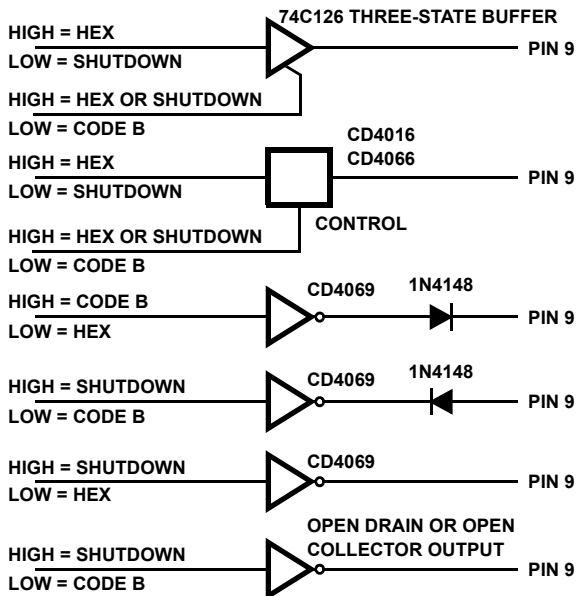 74C126 THREE-STATE BUFFER
HIGH = HEX
LOW = SHUTDOWN
PIN 9
HIGH = HEX OR SHUTDOWN
LOW = CODE B
CD4016
CD4066
HIGH = HEX
LOW = SHUTDOWN
PIN 9
CONTROL
HIGH = HEX OR SHUTDOWN
LOW = CODE B
CD4069
1N4148
HIGH = CODE B
LOW = HEX
PIN 9
CD4069
1N4148
HIGH = SHUTDOWN
LOW = CODE B
PIN 9
CD4069
HIGH = SHUTDOWN
LOW = HEX
PIN 9
OPEN DRAIN OR OPEN
COLLECTOR OUTPUT
HIGH = SHUTDOWN
LOW = CODE B
PIN 9